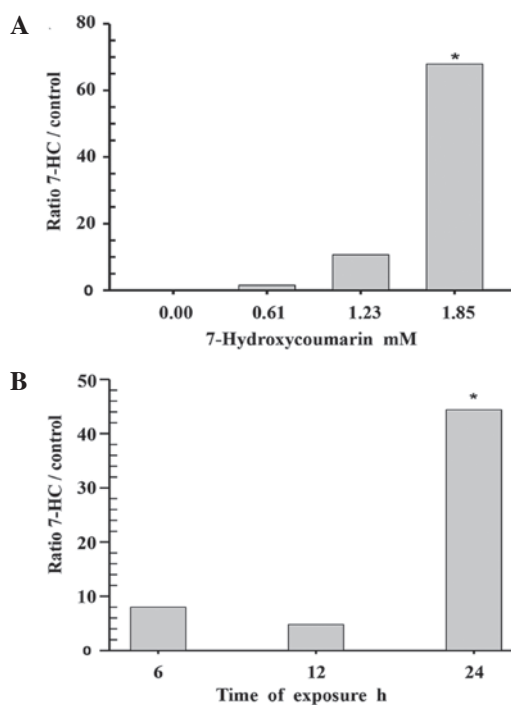 A
80
60
40
20
0
Ratio 7-HC / control
*
0.00 0.61 1.23 1.85
7-Hydroxycoumarin mM
B
50
40
30
20
10
0
Ratio 7-HC / control
*
6 12 24
Time of exposure h